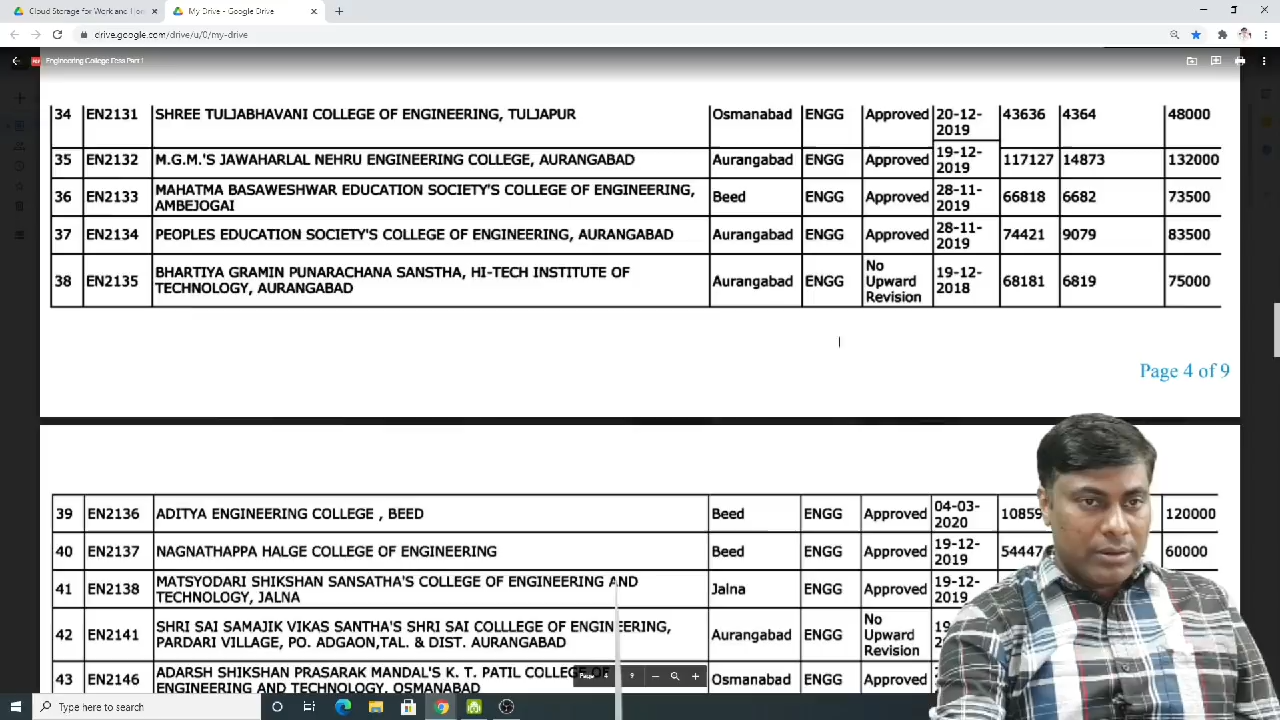 Cloud Storage for Work and Hom
My Drive - Google Drive
drive.google.com/drive/u/0/my-drive
Engineering College Fess Part 1
34 EN2131 SHREE TULJABHAVANI COLLEGE OF ENGINEERING, TULJAPUR Osmanabad ENGG Approved 20-12-2019 43636 4364 48000
35 EN2132 M.G.M.'S JAWAHARLAL NEHRU ENGINEERING COLLEGE, AURANGABAD Aurangabad ENGG Approved 19-12-2019 117127 14873 132000
36 EN2133 MAHATMA BASAWESHWAR EDUCATION SOCIETY'S COLLEGE OF ENGINEERING, AMBEJOGAI Beed ENGG Approved 28-11-2019 66818 6682 73500
37 EN2134 PEOPLES EDUCATION SOCIETY'S COLLEGE OF ENGINEERING, AURANGABAD Aurangabad ENGG Approved 28-11-2019 74421 9079 83500
38 EN2135 BHARTIYA GRAMIN PUNARACHANA SANSTHA, HI-TECH INSTITUTE OF TECHNOLOGY, AURANGABAD Aurangabad ENGG No Upward Revision 19-12-2018 68181 6819 75000
Page 4 of 9
39 EN2136 ADITYA ENGINEERING COLLEGE , BEED Beed ENGG Approved 04-03-2020 10859 120000
40 EN2137 NAGNATHAPPA HALGE COLLEGE OF ENGINEERING Beed ENGG Approved 19-12-2019 54447 60000
41 EN2138 MATSYODARI SHIKSHAN SANSATHA'S COLLEGE OF ENGINEERING AND TECHNOLOGY, JALNA Jalna ENGG Approved 19-12-2019
42 EN2141 SHRI SAI SAMAJIK VIKAS SANTHA'S SHRI SAI COLLLEGE OF ENGINEERING, PARDARI VILLAGE, PO. ADGAON,TAL. & DIST. AURANGABAD Aurangabad ENGG No Upward Revision
43 EN2146 ADARSH SHIKSHAN PRASARAK MANDAL'S K. T. PATIL COLLEGE OF ENGINEERING AND TECHNOLOGY, OSMANABAD Osmanabad ENGG Approved
Page 9
Type here to search